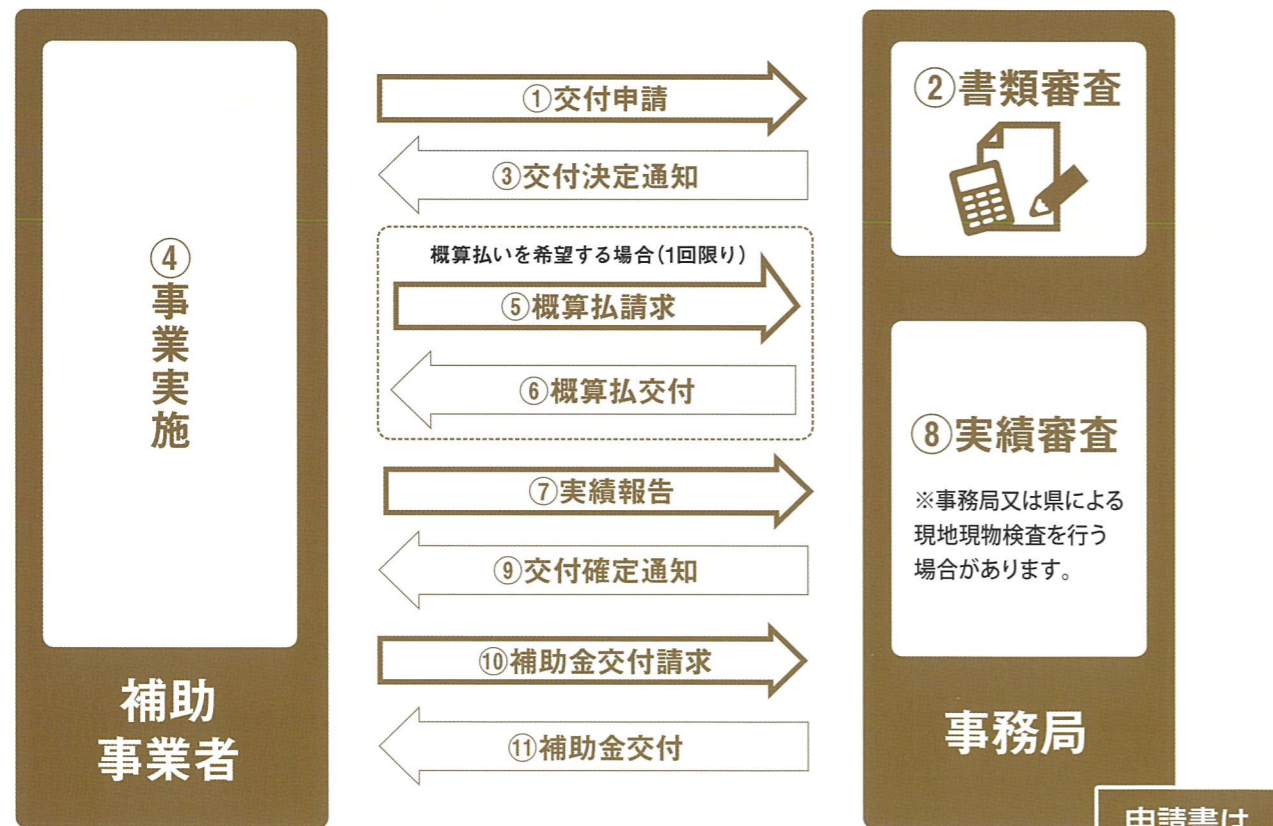 ①交付申請
②書類審査
③交付決定通知
④事業実施
概算払いを希望する場合(1回限り)
⑤概算払請求
⑥概算払交付
⑦実績報告
⑧実績審査
※事務局又は県による
現地現物検査を行う
場合があります。
⑨交付確定通知
⑩補助金交付請求
⑪補助金交付
補助
事業者
事務局
申請書は